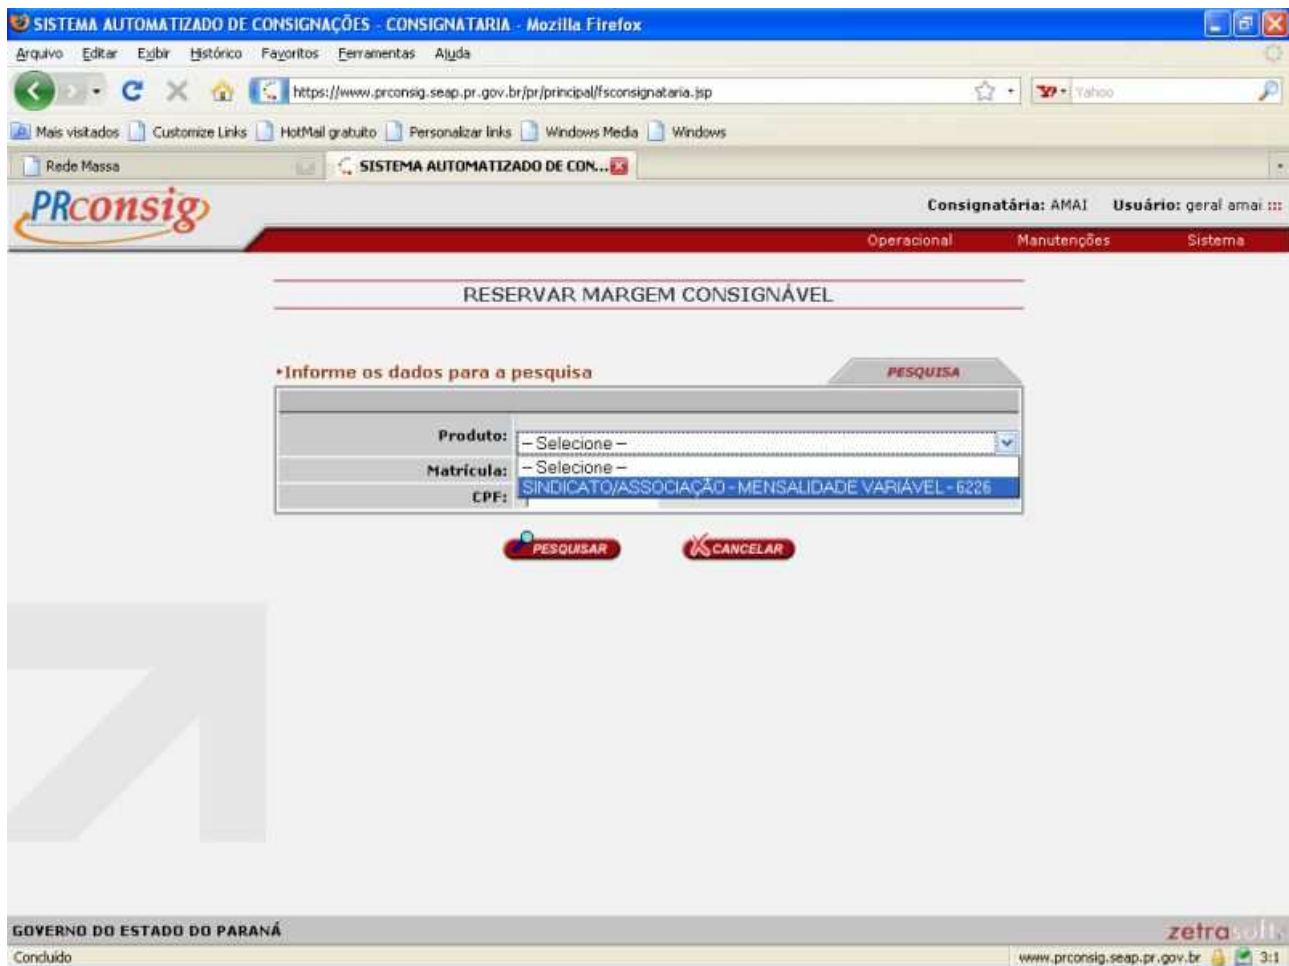 SISTEMA AUTOMATIZADO DE CONSIGNAÇÕES - CONSIGNATARIA - Mozilla Firefox
Arquivo Editar Exibir Histórico Favoritos Ferramentas Ajuda
https://www.prconsig.seap.pr.gov.br/pr/principal/fsconsignataria.jsp
Yahoo
Mais visitados Customize Links HotMail gratuito Personalizar links Windows Media Windows
Rede Massa SISTEMA AUTOMATIZADO DE CON...
PRconsig
Consignatária: AMAI Usuário: geral amai
Operacional Manutenções Sistema
RESERVAR MARGEM CONSIGNÁVEL
•Informe os dados para a pesquisa
PESQUISA
Produto: -- Selecione --
Matrícula: -- Selecione --
CPF: SINDICATO/ASSOCIAÇÃO - MENSALIDADE VARIÁVEL - 6226
PESQUISAR CANCELAR
GOVERNO DO ESTADO DO PARANÁ
zetrasoft
Concluído
www.prconsig.seap.pr.gov.br 3:1